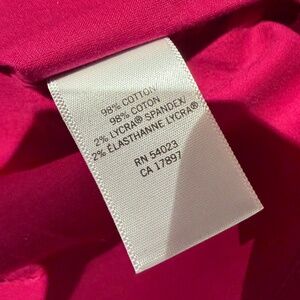 98% COTTON
98% COTON
2% LYCRA® SPANDEX/
2% ÉLASTHANNE LYCRA®
RN 54023
CA 17897